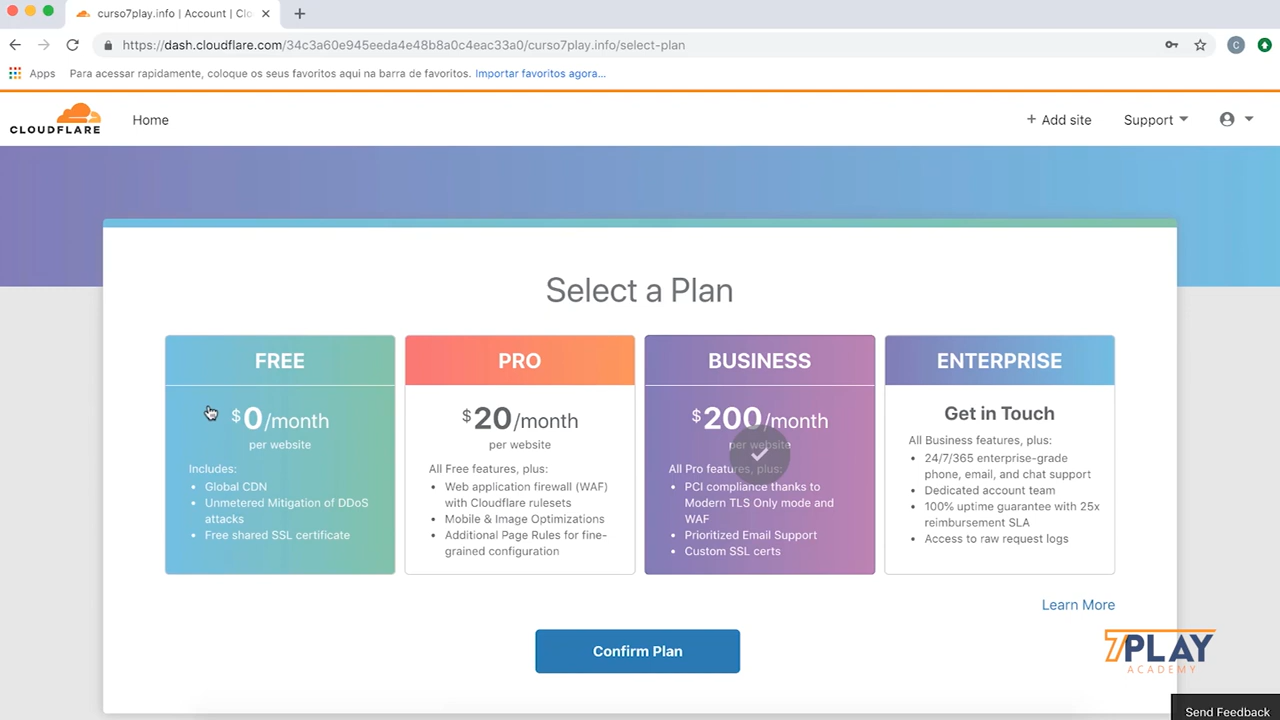 curso7play.info | Account | Clo
https://dash.cloudflare.com/34c3a60e945eeda4e48b8a0c4eac33a0/curso7play.info/select-plan
C
Apps
Para acessar rapidamente, coloque os seus favoritos aqui na barra de favoritos. Importar favoritos agora...
CLOUDFLARE
Home
+ Add site
Support
Select a Plan
FREE
$0/month
per website
Includes:
• Global CDN
• Unmetered Mitigation of DDoS
attacks
• Free shared SSL certificate
PRO
$20/month
per website
All Free features, plus:
• Web application firewall (WAF)
with Cloudflare rulesets
• Mobile & Image Optimizations
• Additional Page Rules for fine-
grained configuration
BUSINESS
$200/month
per website
All Pro features, plus:
• PCI compliance thanks to
Modern TLS Only mode and
WAF
• Prioritized Email Support
• Custom SSL certs
ENTERPRISE
Get in Touch
All Business features, plus:
• 24/7/365 enterprise-grade
phone, email, and chat support
• Dedicated account team
• 100% uptime guarantee with 25x
reimbursement SLA
• Access to raw request logs
Learn More
Confirm Plan
7PLAY
ACADEMY
Send Feedback